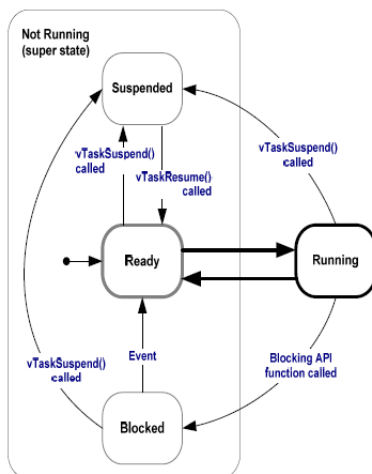 Not Running
(super state)
Suspended
vTaskSuspend()
called
vTaskResume()
called
vTaskSuspend()
called
Ready
Running
vTaskSuspend()
called
Event
Blocking API
function called
Blocked